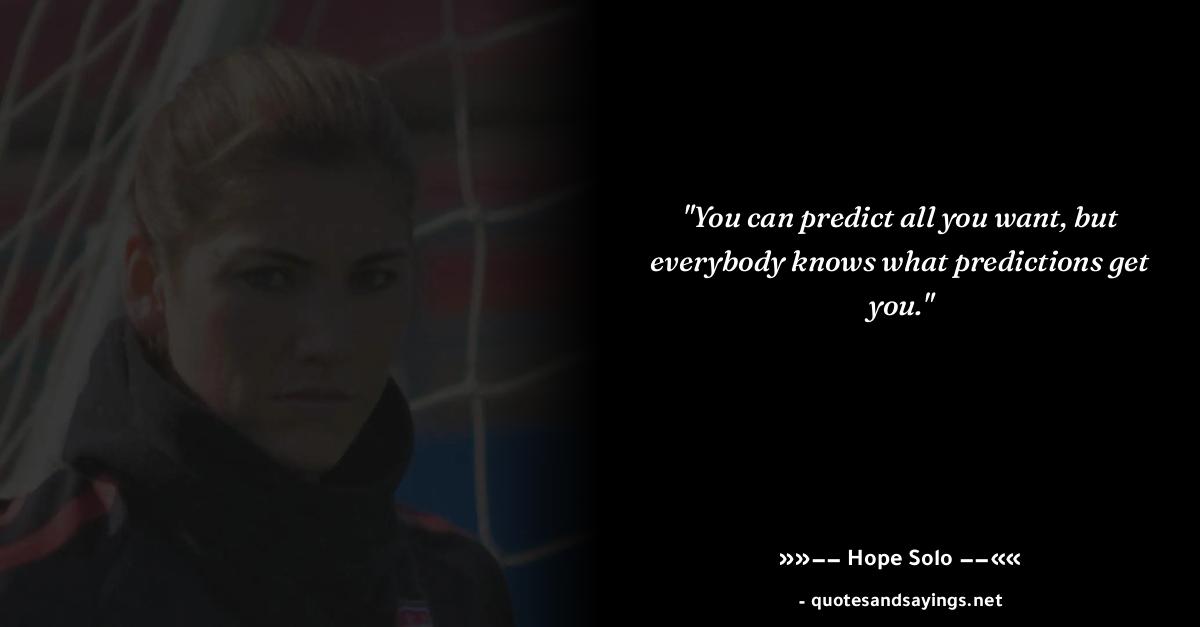 "You can predict all you want, but
everybody knows what predictions get
you."
»»–– Hope Solo ––««
- quotesandsayings.net